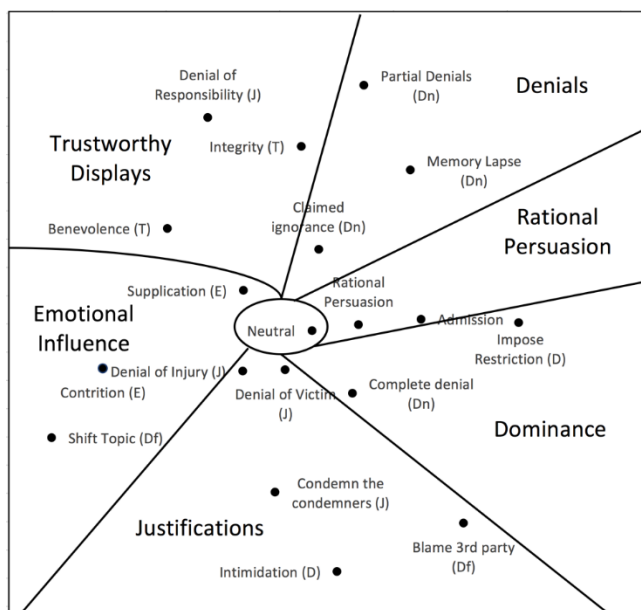 Denial of
Responsibility (J)
Partial Denials
(Dn)
Denials
Trustworthy
Displays
Integrity (T)
Memory Lapse
(Dn)
Benevolence (T)
Claimed
ignorance (Dn)
Rational
Persuasion
Supplication (E)
Rational
Persuasion
Emotional
Influence
Neutral
Admission
Impose
Restriction (D)
Denial of Injury (J)
Contrition (E)
Denial of Victim
(J)
Complete denial
(Dn)
Dominance
Shift Topic (Df)
Condemn the
condemners (J)
Justifications
Blame 3rd party
(Df)
Intimidation (D)